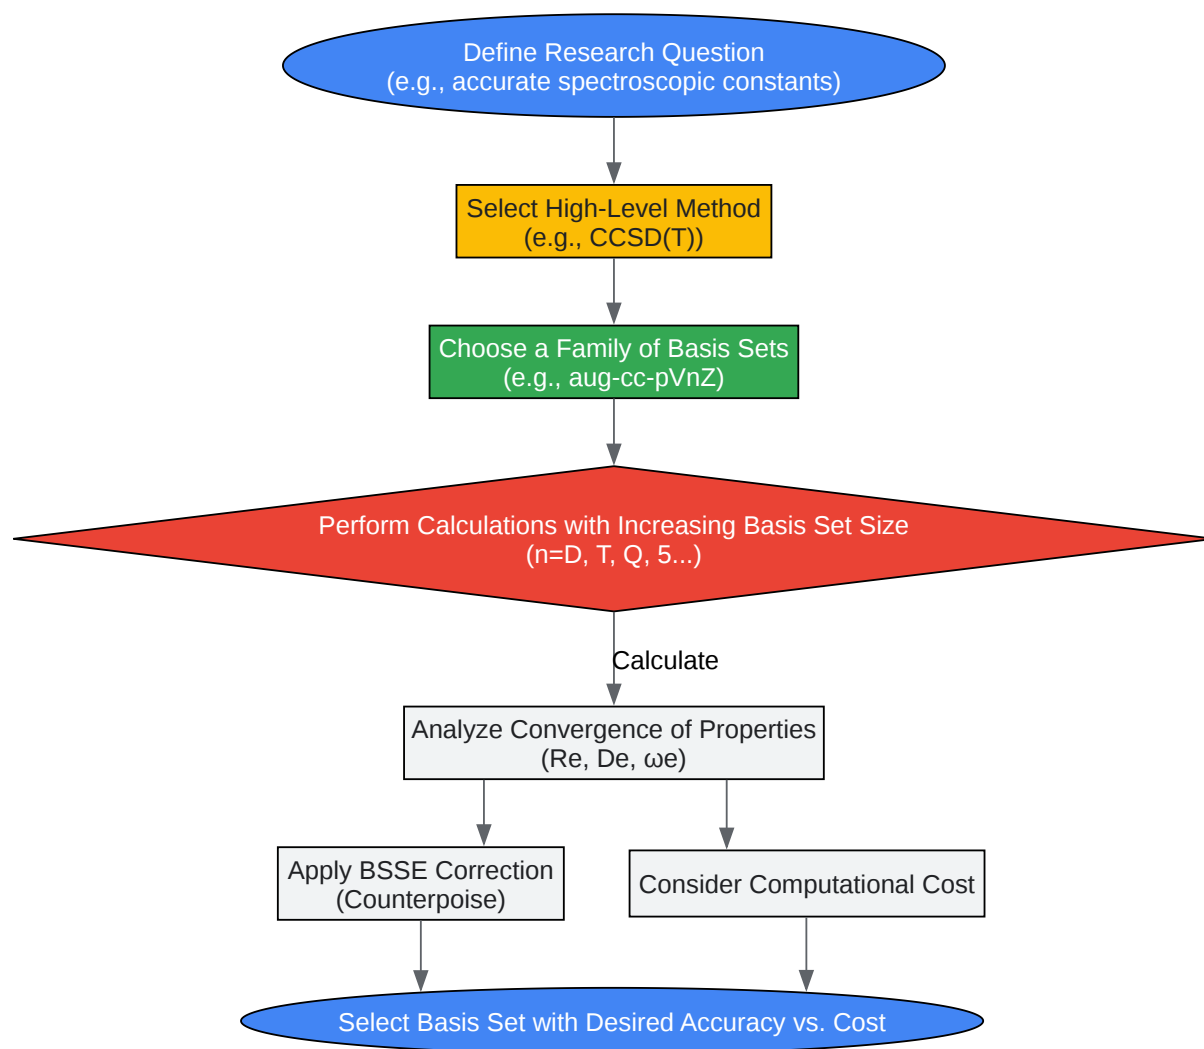 Define Research Question
(e.g., accurate spectroscopic constants)
Select High-Level Method
(e.g., CCSD(T))
Choose a Family of Basis Sets
(e.g., aug-cc-pVnZ)
Perform Calculations with Increasing Basis Set Size
(n=D, T, Q, 5...)
Calculate
Analyze Convergence of Properties
(Re, De, ωe)
Apply BSSE Correction
(Counterpoise)
Consider Computational Cost
Select Basis Set with Desired Accuracy vs. Cost